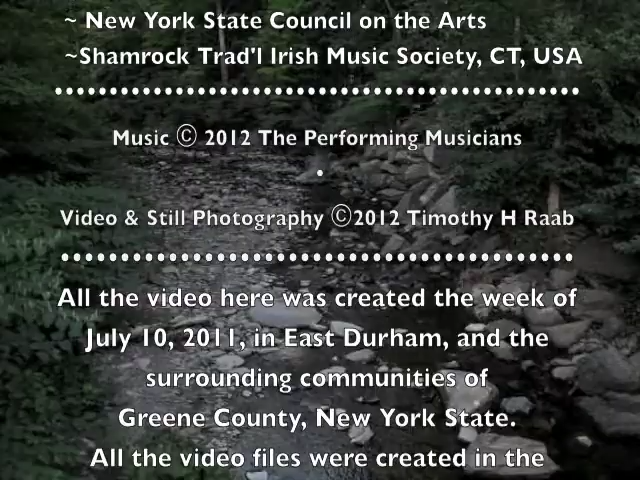 ~ New York State Council on the Arts
~Shamrock Trad'l Irish Music Society, CT, USA
Music © 2012 The Performing Musicians
Video & Still Photography ©2012 Timothy H Raab
All the video here was created the week of
July 10, 2011, in East Durham, and the
surrounding communities of
Greene County, New York State.
All the video files were created in the